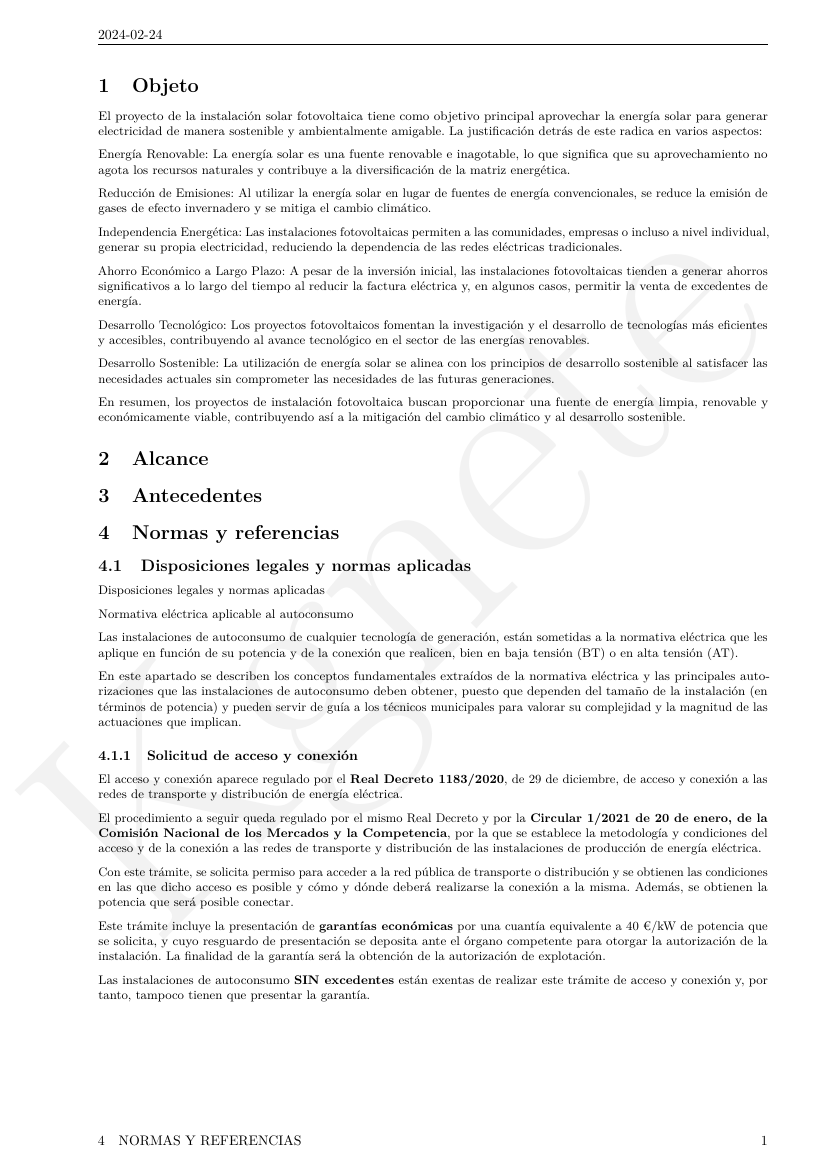 2024-02-24
1 Objeto
El proyecto de la instalación solar fotovoltaica tiene como objetivo principal aprovechar la energía solar para generar
electricidad de manera sostenible y ambientalmente amigable. La justificación detrás de este radica en varios aspectos:
Energía Renovable: La energía solar es una fuente renovable e inagotable, lo que significa que su aprovechamiento no
agota los recursos naturales y contribuye a la diversificación de la matriz energética.
Reducción de Emisiones: Al utilizar la energía solar en lugar de fuentes de energía convencionales, se reduce la emisión de
gases de efecto invernadero y se mitiga el cambio climático.
Independencia Energética: Las instalaciones fotovoltaicas permiten a las comunidades, empresas o incluso a nivel individual,
generar su propia electricidad, reduciendo la dependencia de las redes eléctricas tradicionales.
Ahorro Económico a Largo Plazo: A pesar de la inversión inicial, las instalaciones fotovoltaicas tienden a generar ahorros
significativos a lo largo del tiempo al reducir la factura eléctrica y, en algunos casos, permitir la venta de excedentes de
energía.
Desarrollo Tecnológico: Los proyectos fotovoltaicos fomentan la investigación y el desarrollo de tecnologías más eficientes
y accesibles, contribuyendo al avance tecnológico en el sector de las energías renovables.
Desarrollo Sostenible: La utilización de energía solar se alinea con los principios de desarrollo sostenible al satisfacer las
necesidades actuales sin comprometer las necesidades de las futuras generaciones.
En resumen, los proyectos de instalación fotovoltaica buscan proporcionar una fuente de energía limpia, renovable y
económicamente viable, contribuyendo así a la mitigación del cambio climático y al desarrollo sostenible.
2 Alcance
3 Antecedentes
4 Normas y referencias
4.1 Disposiciones legales y normas aplicadas
Disposiciones legales y normas aplicadas
Normativa eléctrica aplicable al autoconsumo
Las instalaciones de autoconsumo de cualquier tecnología de generación, están sometidas a la normativa eléctrica que les
aplique en función de su potencia y de la conexión que realicen, bien en baja tensión (BT) o en alta tensión (AT).
En este apartado se describen los conceptos fundamentales extraídos de la normativa eléctrica y las principales auto-
rizaciones que las instalaciones de autoconsumo deben obtener, puesto que dependen del tamaño de la instalación (en
términos de potencia) y pueden servir de guía a los técnicos municipales para valorar su complejidad y la magnitud de las
actuaciones que implican.
4.1.1 Solicitud de acceso y conexión
El acceso y conexión aparece regulado por el Real Decreto 1183/2020, de 29 de diciembre, de acceso y conexión a las
redes de transporte y distribución de energía eléctrica.
El procedimiento a seguir queda regulado por el mismo Real Decreto y por la Circular 1/2021 de 20 de enero, de la
Comisión Nacional de los Mercados y la Competencia, por la que se establece la metodología y condiciones del
acceso y de la conexión a las redes de transporte y distribución de las instalaciones de producción de energía eléctrica.
Con este trámite, se solicita permiso para acceder a la red pública de transporte o distribución y se obtienen las condiciones
en las que dicho acceso es posible y cómo y dónde deberá realizarse la conexión a la misma. Además, se obtienen la
potencia que será posible conectar.
Este trámite incluye la presentación de garantías económicas por una cuantía equivalente a 40 €/kW de potencia que
se solicita, y cuyo resguardo de presentación se deposita ante el órgano competente para otorgar la autorización de la
instalación. La finalidad de la garantía será la obtención de la autorización de explotación.
Las instalaciones de autoconsumo SIN excedentes están exentas de realizar este trámite de acceso y conexión y, por
tanto, tampoco tienen que presentar la garantía.
4 NORMAS Y REFERENCIAS 1
Kgnete